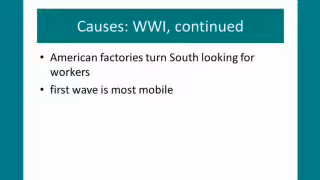 Causes: WWI, continued
• American factories turn South looking for
workers
• first wave is most mobile